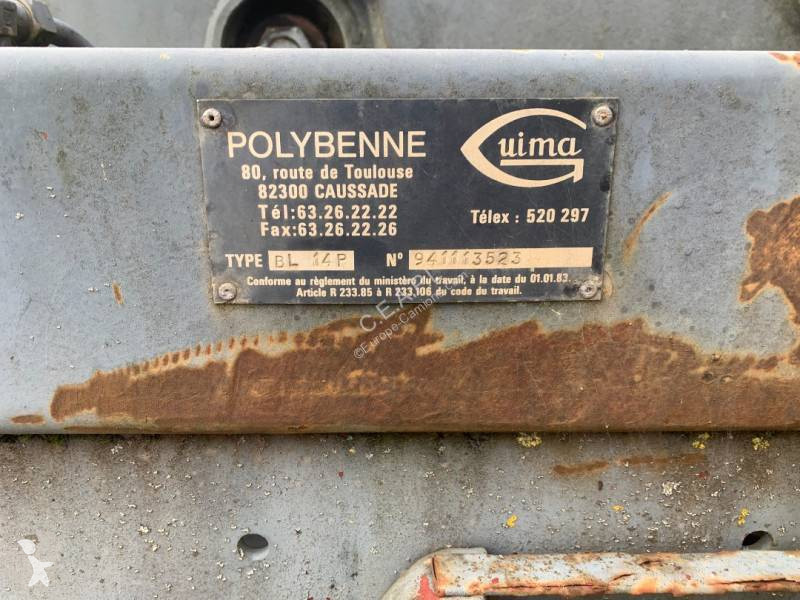 POLYBENNE
Guima
80, route de Toulouse
82300 CAUSSADE
Tél:63.26.22.22
Fax:63.26.22.26
Télex : 520 297
TYPE BL 14P N° 941113523
Conforme au règlement du ministère du travail, à la date du 01.01.83.
Article R 233.85 à R 233.106 du code du travail.
©Europe-Camions